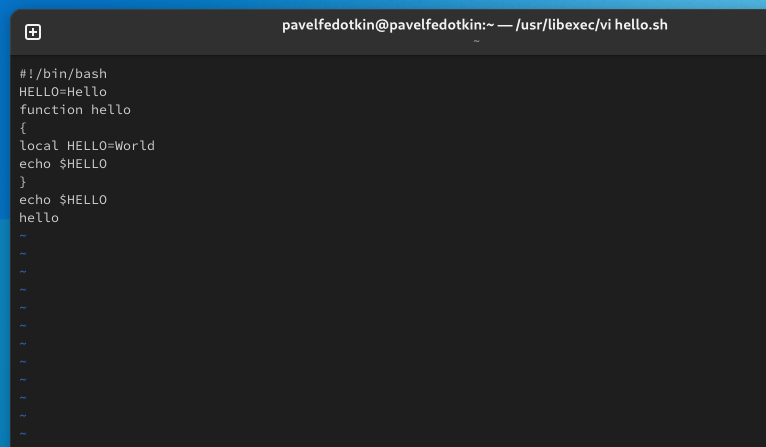 pavelfedotkin@pavelfedotkin:~ — /usr/libexec/vi hello.sh
~
#!/bin/bash
HELLO=Hello
function hello
{
local HELLO=World
echo $HELLO
}
echo $HELLO
hello
~
~
~
~
~
~
~
~
~
~
~
~